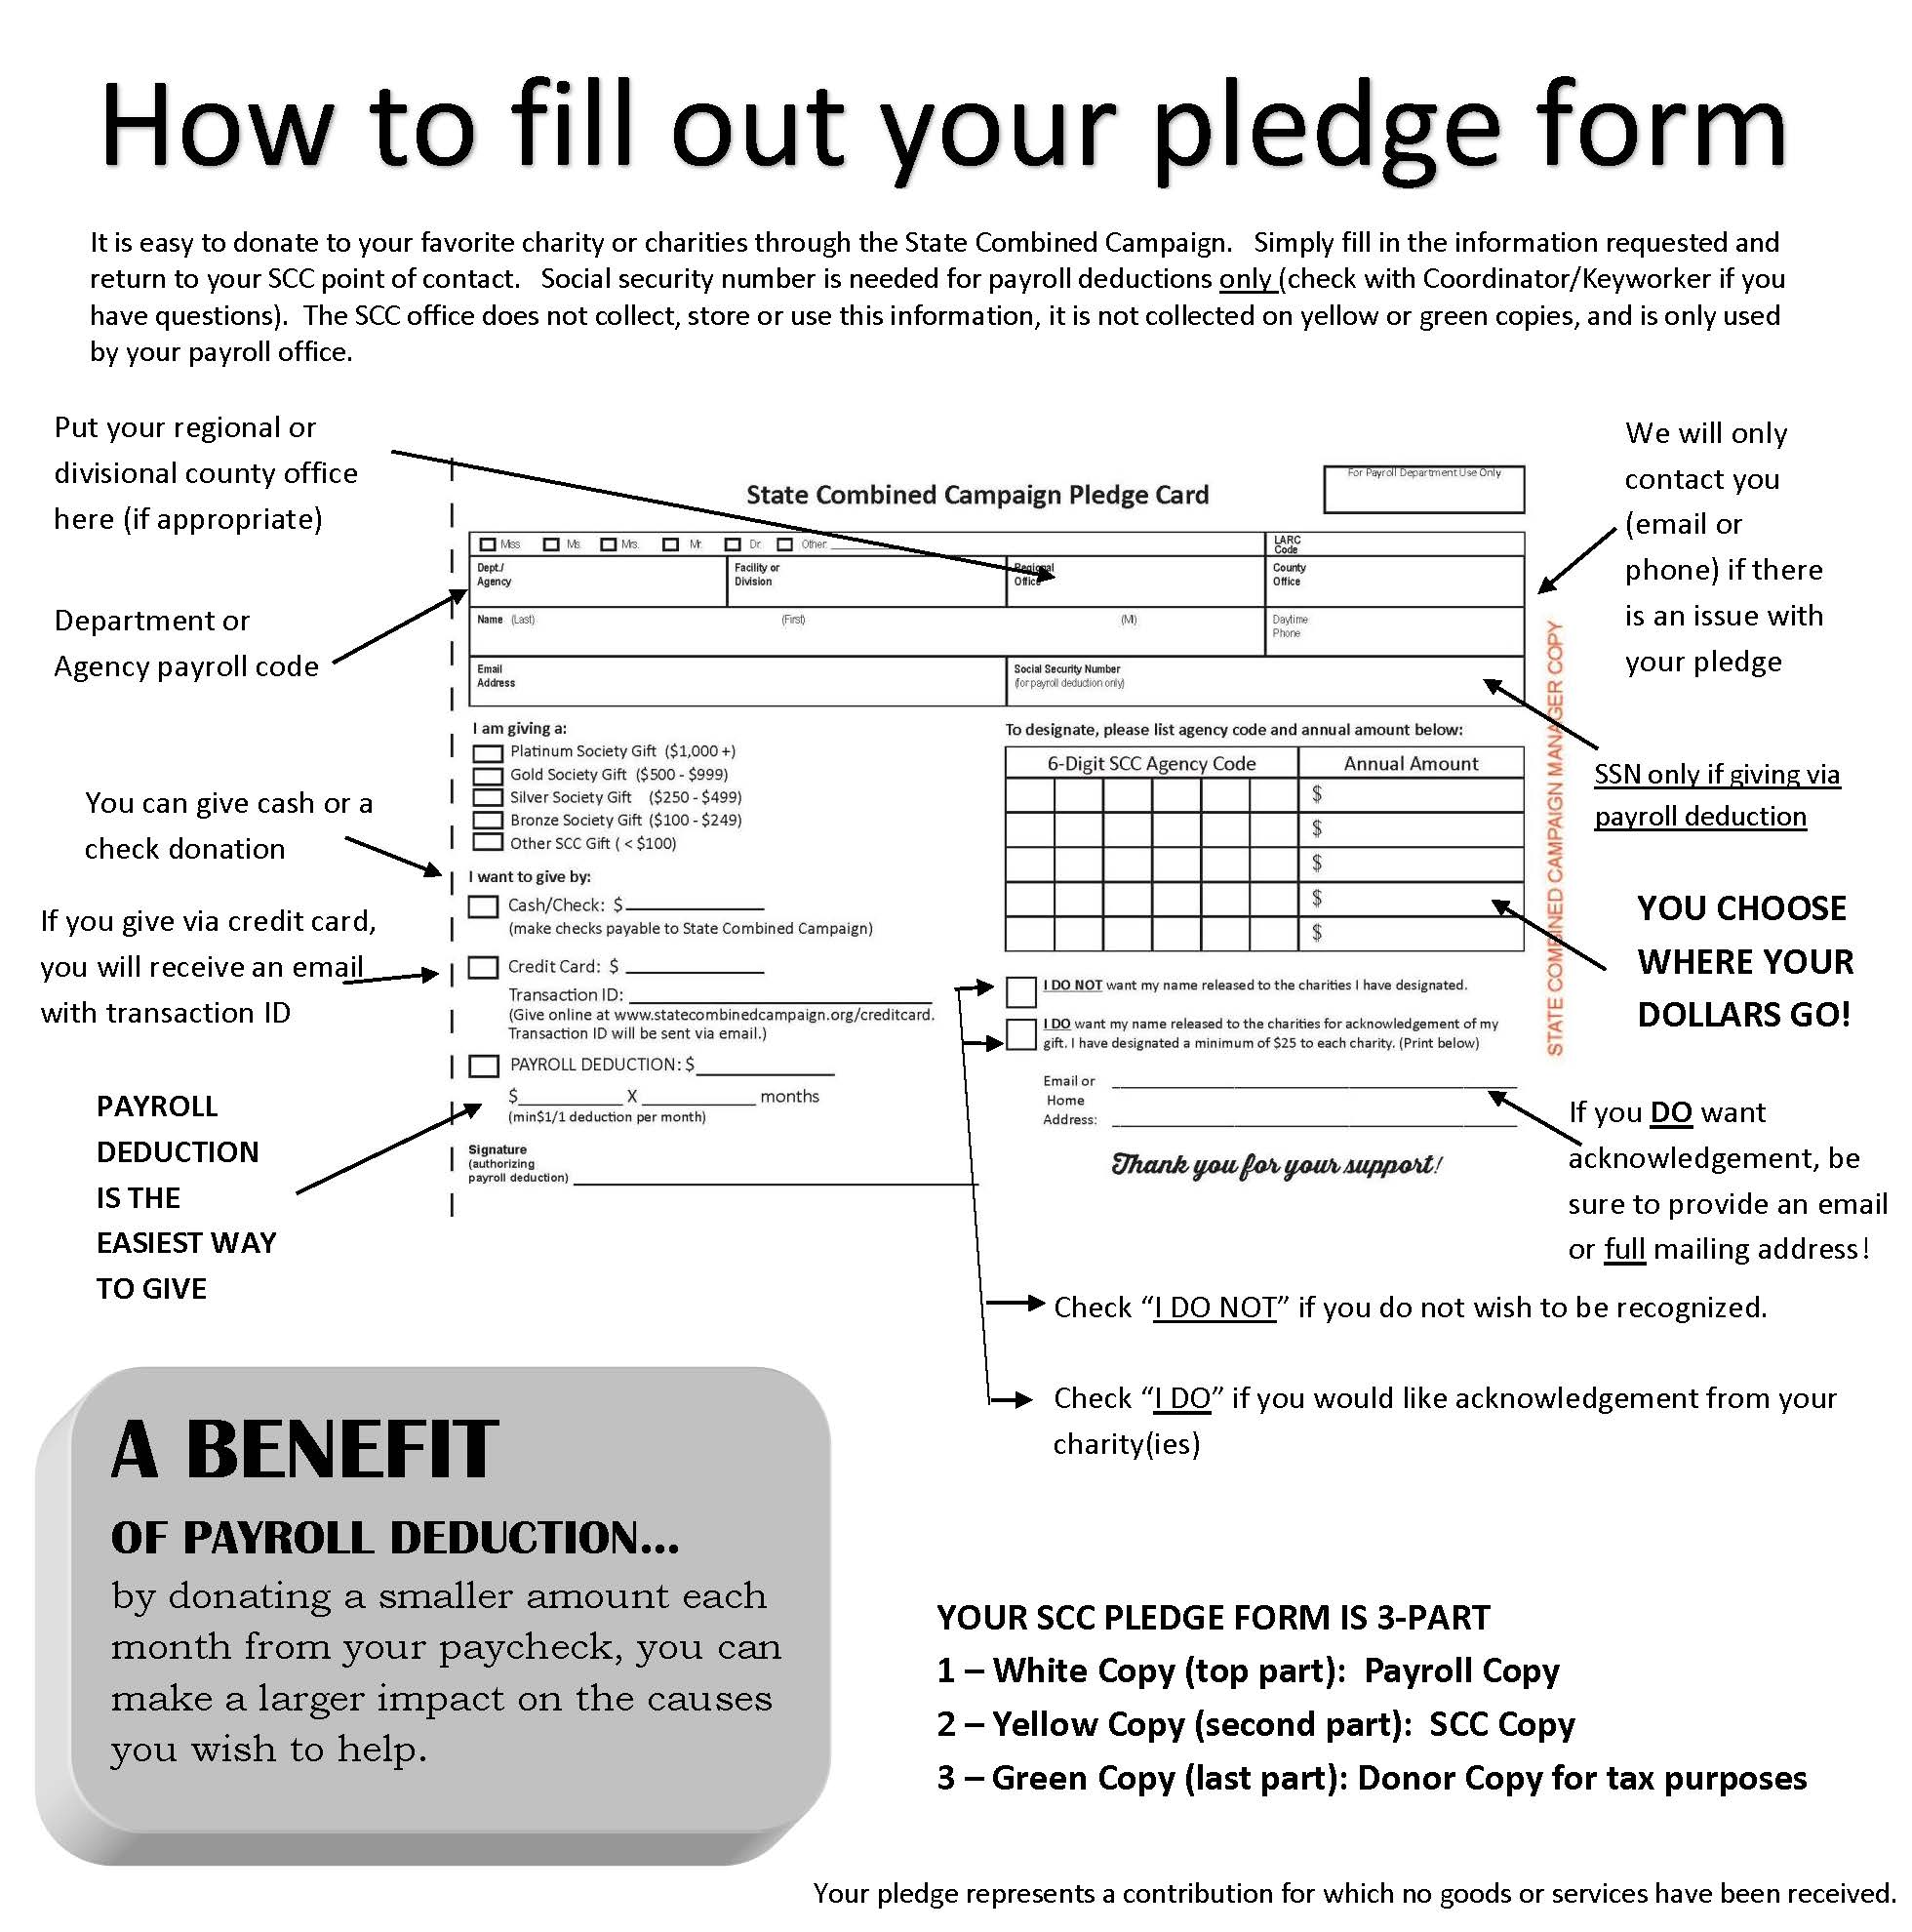 How to fill out your pledge form
It is easy to donate to your favorite charity or charities through the State Combined Campaign. Simply fill in the information requested and
return to your SCC point of contact. Social security number is needed for payroll deductions only (check with Coordinator/Keyworker if you
have questions). The SCC office does not collect, store or use this information, it is not collected on yellow or green copies, and is only used
by your payroll office.
Put your regional or
divisional county office
here (if appropriate)
Department or
Agency payroll code
You can give cash or a
check donation
If you give via credit card,
you will receive an email
with transaction ID
PAYROLL
DEDUCTION
IS THE
EASIEST WAY
TO GIVE
State Combined Campaign Pledge Card
For Payroll Department Use Only
Miss Ms. Mrs. Mr. Dr. Other:
LARC
Code
Dept./
Agency
Facility or
Division
Regional
Office
County
Office
Name (Last) (First) (MI)
Daytime
Phone
Email
Address
Social Security Number
(for payroll deduction only)
I am giving a:
Platinum Society Gift ($1,000 +)
Gold Society Gift ($500 - $999)
Silver Society Gift ($250 - $499)
Bronze Society Gift ($100 - $249)
Other SCC Gift ( < $100)
I want to give by:
Cash/Check: $
(make checks payable to State Combined Campaign)
Credit Card: $
Transaction ID:
(Give online at www.statecombinedcampaign.org/creditcard.
Transaction ID will be sent via email.)
PAYROLL DEDUCTION: $
$ X months
(min$1/1 deduction per month)
Signature
(authorizing
payroll deduction)
To designate, please list agency code and annual amount below:
6-Digit SCC Agency Code Annual Amount
$
$
$
$
$
I DO NOT want my name released to the charities I have designated.
I DO want my name released to the charities for acknowledgement of my
gift. I have designated a minimum of $25 to each charity. (Print below)
Email or
Home
Address:
Thank you for your support!
STATE COMBINED CAMPAIGN MANAGER COPY
We will only
contact you
(email or
phone) if there
is an issue with
your pledge
SSN only if giving via
payroll deduction
YOU CHOOSE
WHERE YOUR
DOLLARS GO!
If you DO want
acknowledgement, be
sure to provide an email
or full mailing address!
Check “I DO NOT” if you do not wish to be recognized.
Check “I DO” if you would like acknowledgement from your
charity(ies)
A BENEFIT
OF PAYROLL DEDUCTION...
by donating a smaller amount each
month from your paycheck, you can
make a larger impact on the causes
you wish to help.
YOUR SCC PLEDGE FORM IS 3-PART
1 – White Copy (top part): Payroll Copy
2 – Yellow Copy (second part): SCC Copy
3 – Green Copy (last part): Donor Copy for tax purposes
Your pledge represents a contribution for which no goods or services have been received.